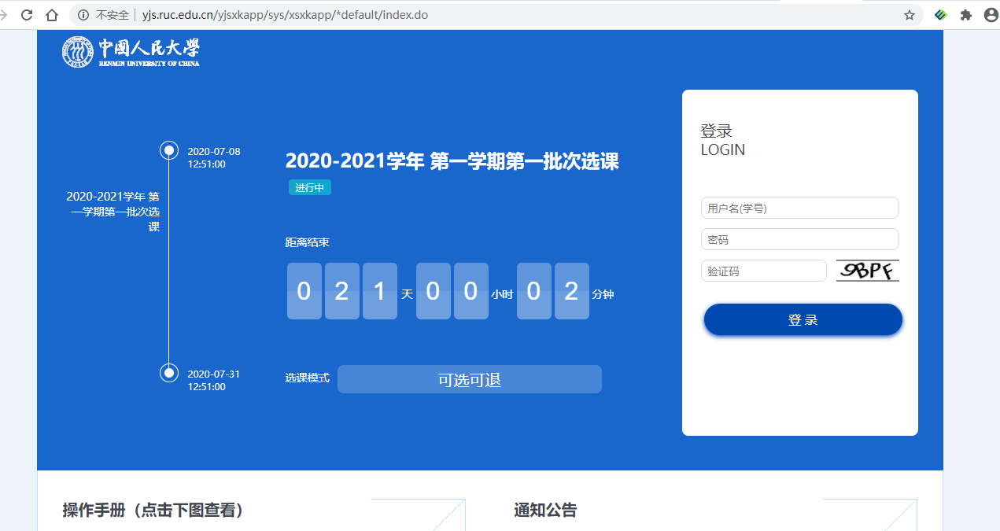 不安全 yjs.ruc.edu.cn/yjsxkapp/sys/xsxkapp/*default/index.do
中國人民大學
RENMIN UNIVERSITY OF CHINA
2020-07-08
12:51:00
2020-2021学年 第
一学期第一批次选
课
2020-07-31
12:51:00
2020-2021学年 第一学期第一批次选课
进行中
距离结束
0 2 1 天 0 0 小时 0 2 分钟
选课模式 可选可退
登录
LOGIN
用户名(学号)
密码
验证码 9BPF
登 录
操作手册（点击下图查看）
通知公告